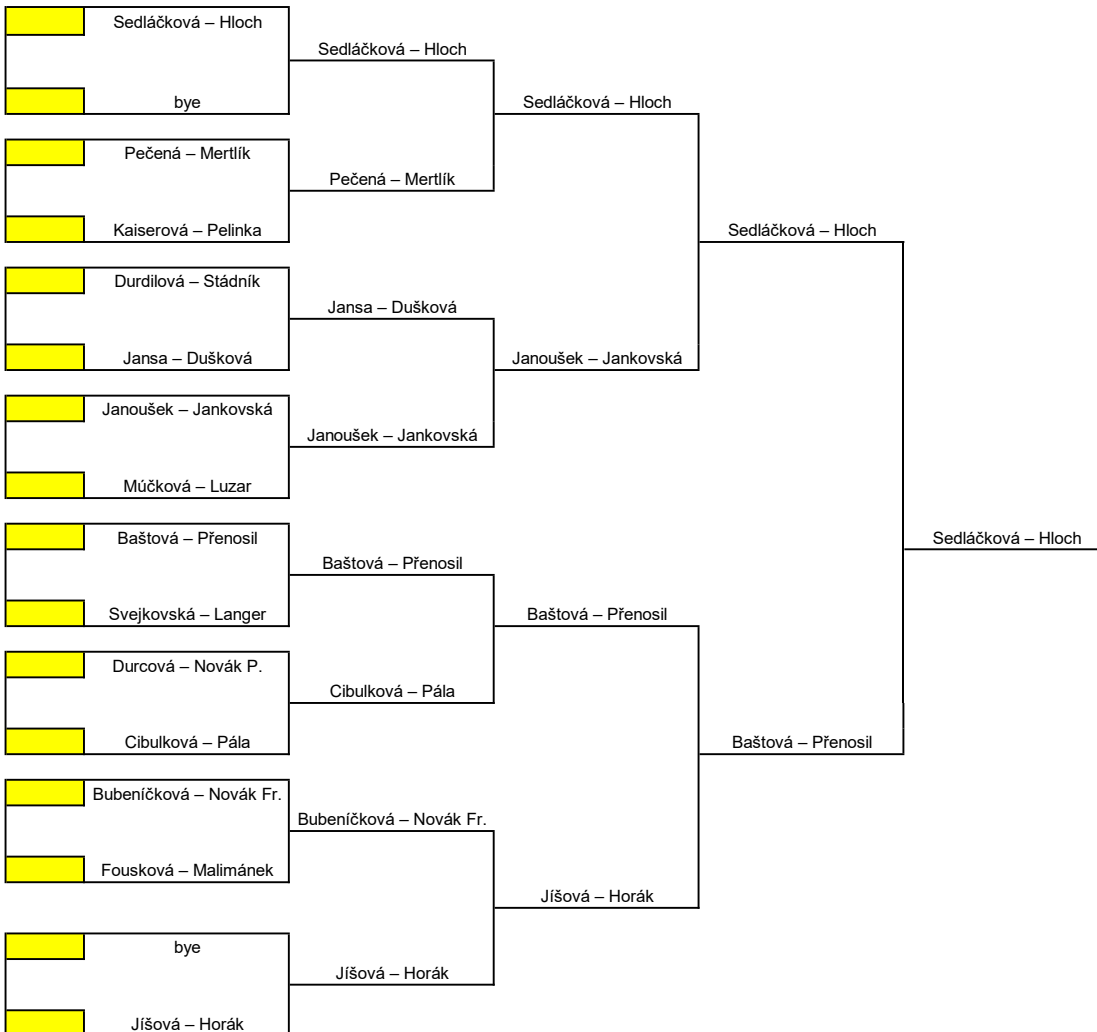 Sedláčková – Hloch
Sedláčková – Hloch
bye
Sedláčková – Hloch
Pečená – Mertlík
Pečená – Mertlík
Kaiserová – Pelinka
Sedláčková – Hloch
Durdilová – Stádník
Jansa – Dušková
Jansa – Dušková
Janoušek – Jankovská
Janoušek – Jankovská
Janoušek – Jankovská
Múčková – Luzar
Baštová – Přenosil
Sedláčková – Hloch
Baštová – Přenosil
Svejkovská – Langer
Baštová – Přenosil
Durcová – Novák P.
Cibulková – Pála
Cibulková – Pála
Baštová – Přenosil
Bubeníčková – Novák Fr.
Bubeníčková – Novák Fr.
Fousková – Malimánek
Jíšová – Horák
bye
Jíšová – Horák
Jíšová – Horák